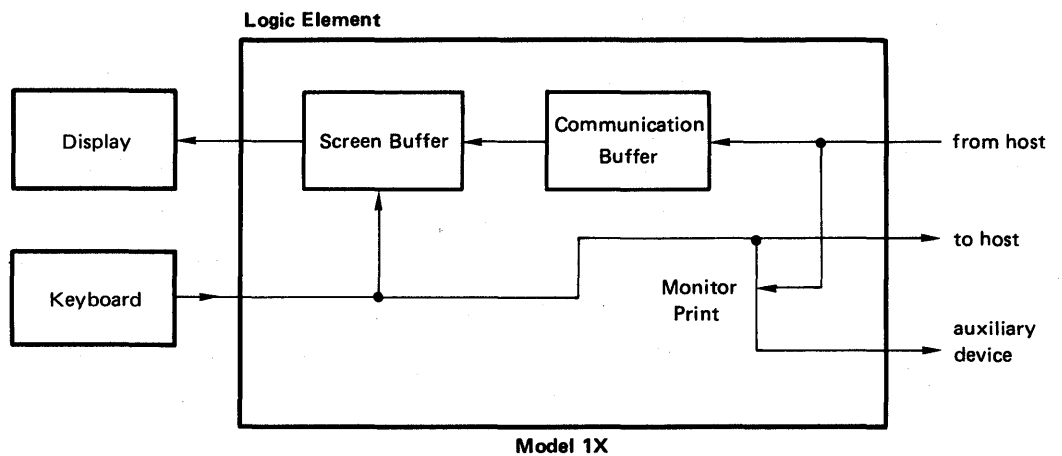 Logic Element
Display
Screen Buffer
Communication
Buffer
from host
to host
Keyboard
Monitor
Print
auxiliary
device
Model 1X